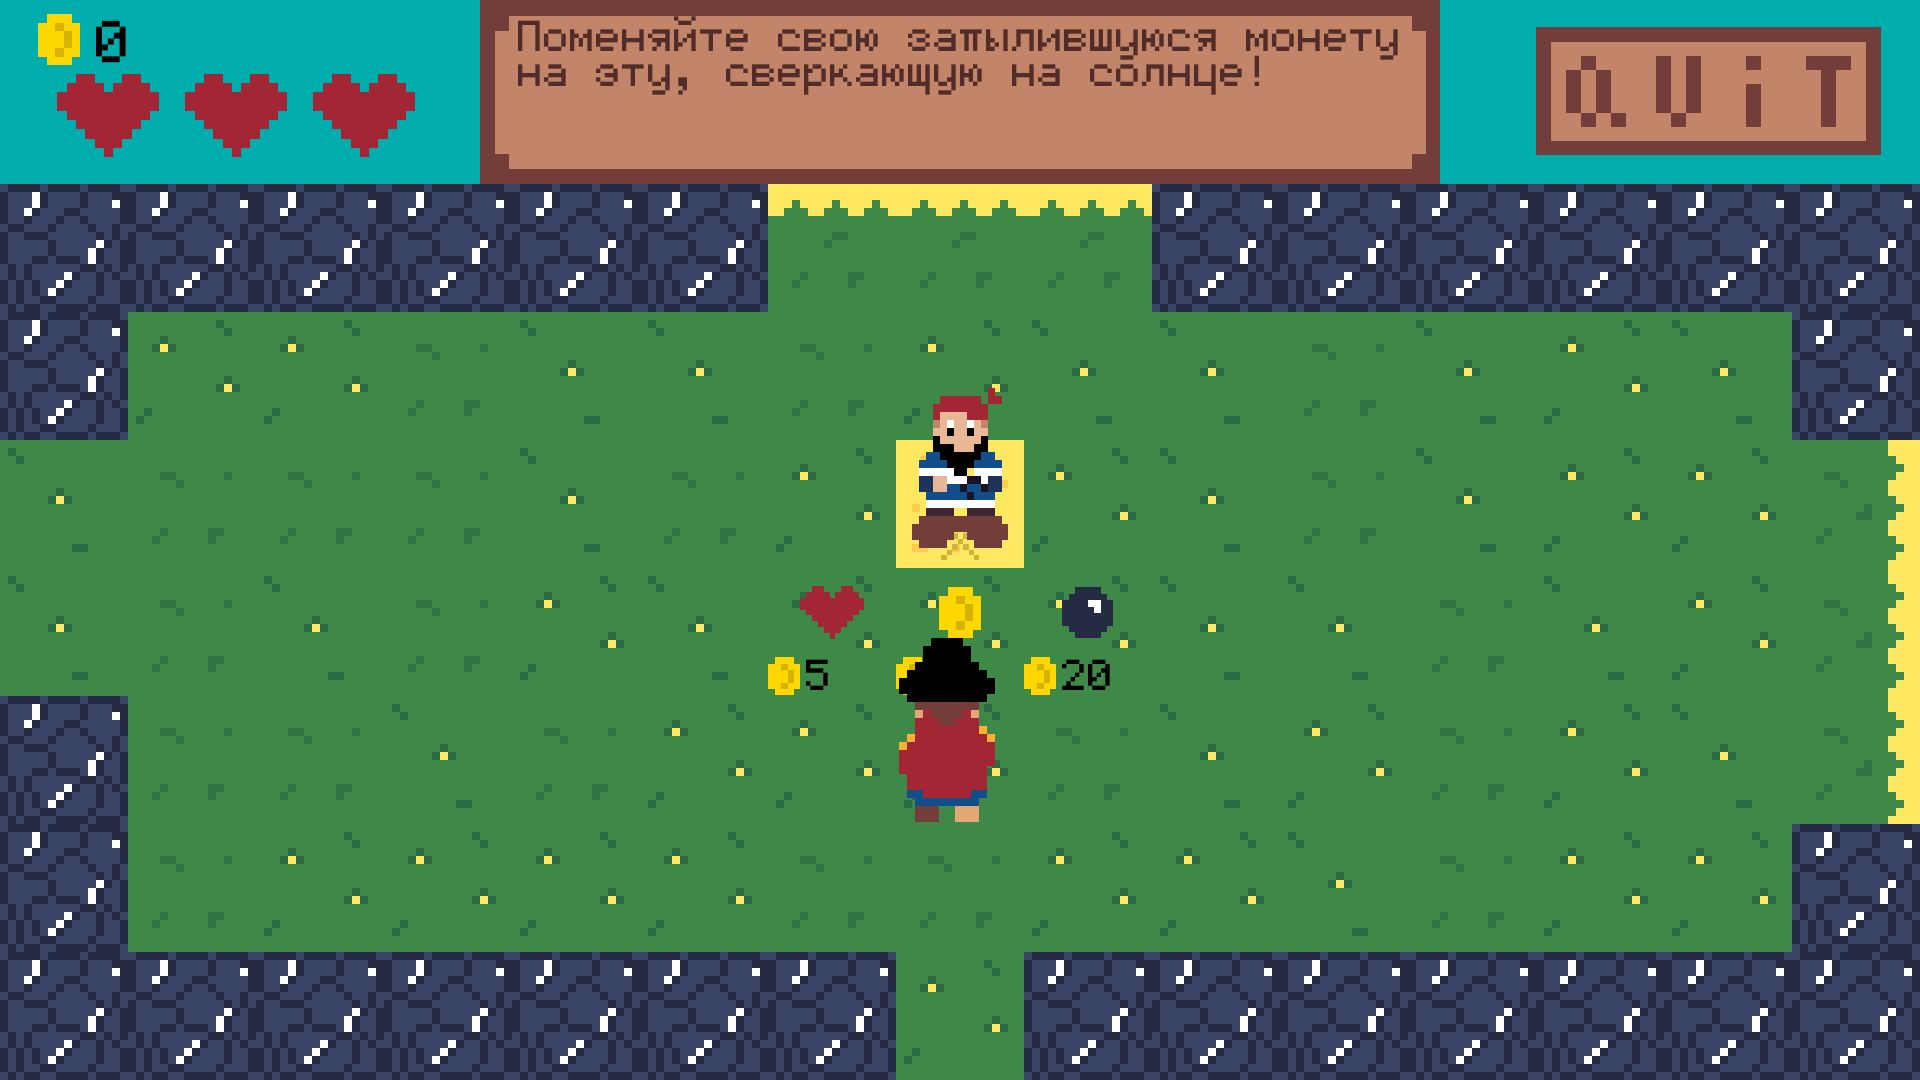 0
Поменяйте свою запылившуюся монету
на эту, сверкающую на солнце!
QUiT
5
20